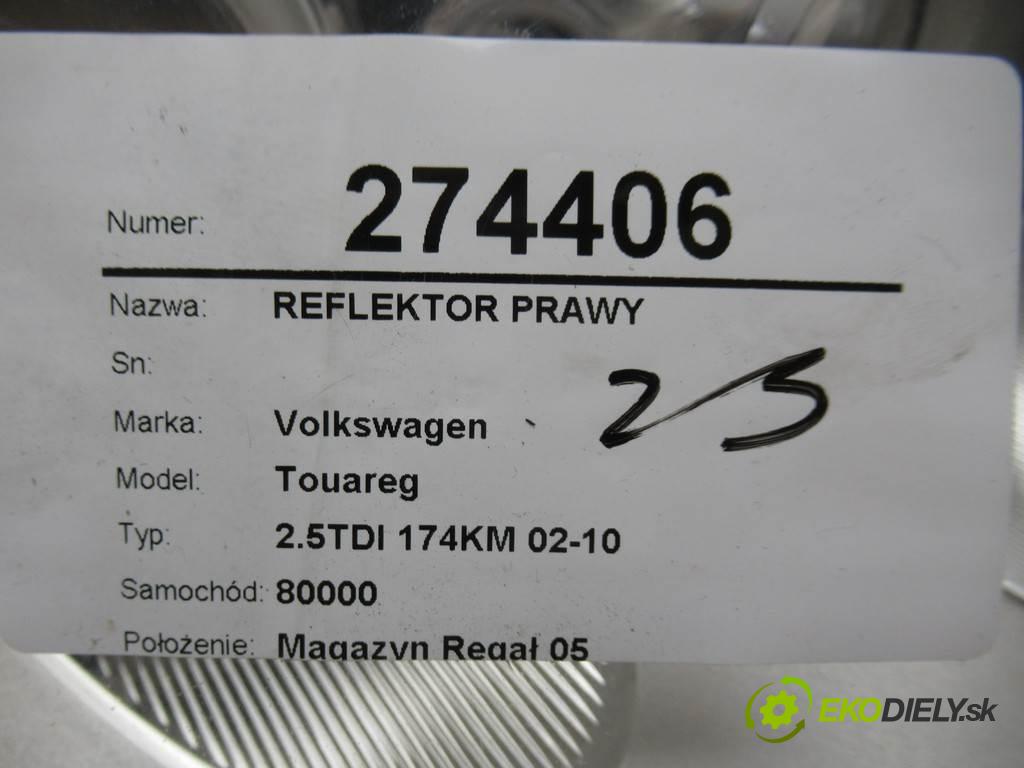 Numer: 274406
Nazwa: REFLEKTOR PRAWY
Sn:
Marka: Volkswagen
Model: Touareg
Typ: 2.5TDI 174KM 02-10
Samochód: 80000
Położenie: Magazyn Regał 05
EKODIELY.sk